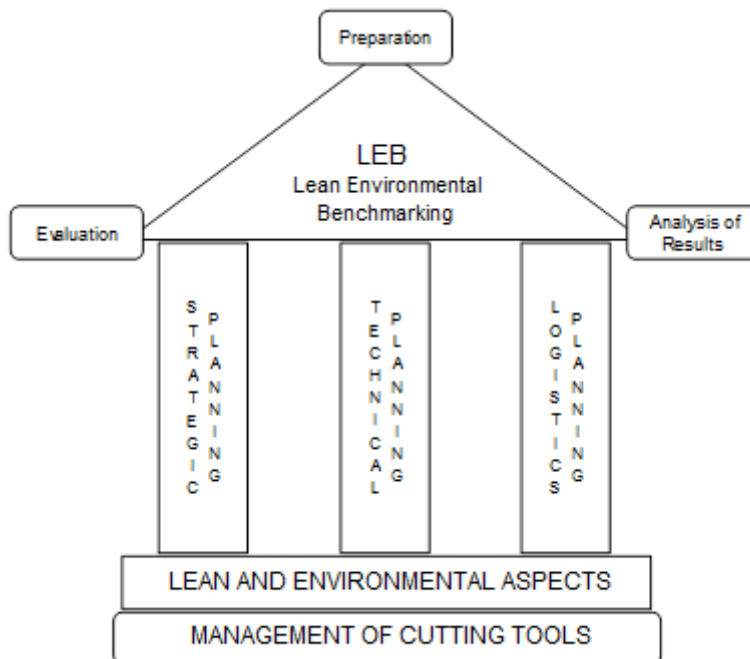 Preparation
LEB
Lean Environmental
Benchmarking
Evaluation
Analysis of
Results
STRATEGIC
PLANNING
TECHNICAL
PLANNING
LOGISTICS
PLANNING
LEAN AND ENVIRONMENTAL ASPECTS
MANAGEMENT OF CUTTING TOOLS